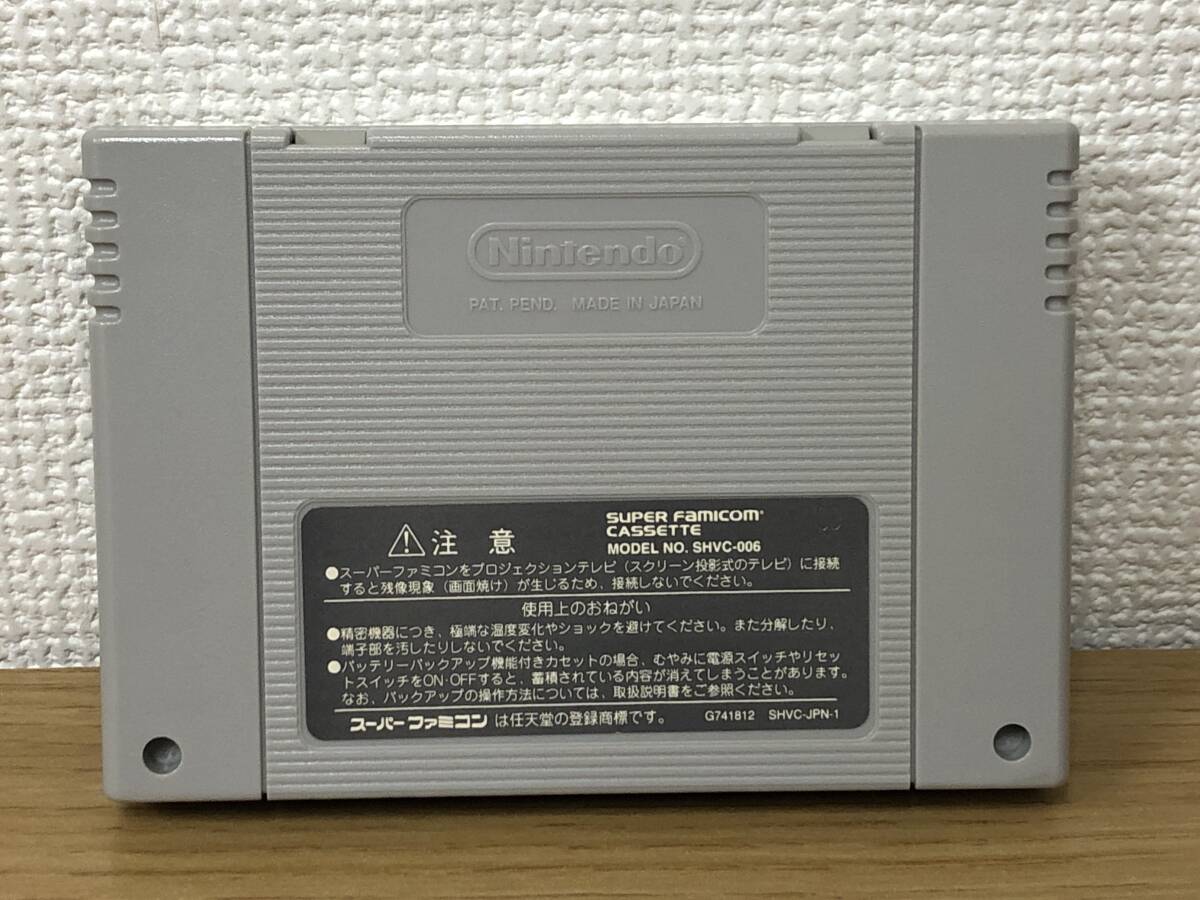 Nintendo®
PAT. PEND. MADE IN JAPAN
⚠注意
SUPER FAMICOM®
CASSETTE
MODEL NO. SHVC-006
●スーパーファミコンをプロジェクションテレビ（スクリーン投影式のテレビ）に接続
すると残像現象（画面焼け）が生じるため、接続しないでください。
使用上のおねがい
●精密機器につき、極端な温度変化やショックを避けてください。また分解したり、
端子部を汚したりしないでください。
●バッテリーバックアップ機能付きカセットの場合、むやみに電源スイッチやリセッ
トスイッチをON·OFFすると、蓄積されている内容が消えてしまうことがあります。
なお、バックアップの操作方法については、取扱説明書をご参照ください。
スーパーファミコン は任天堂の登録商標です。 G741812 SHVC-JPN-1